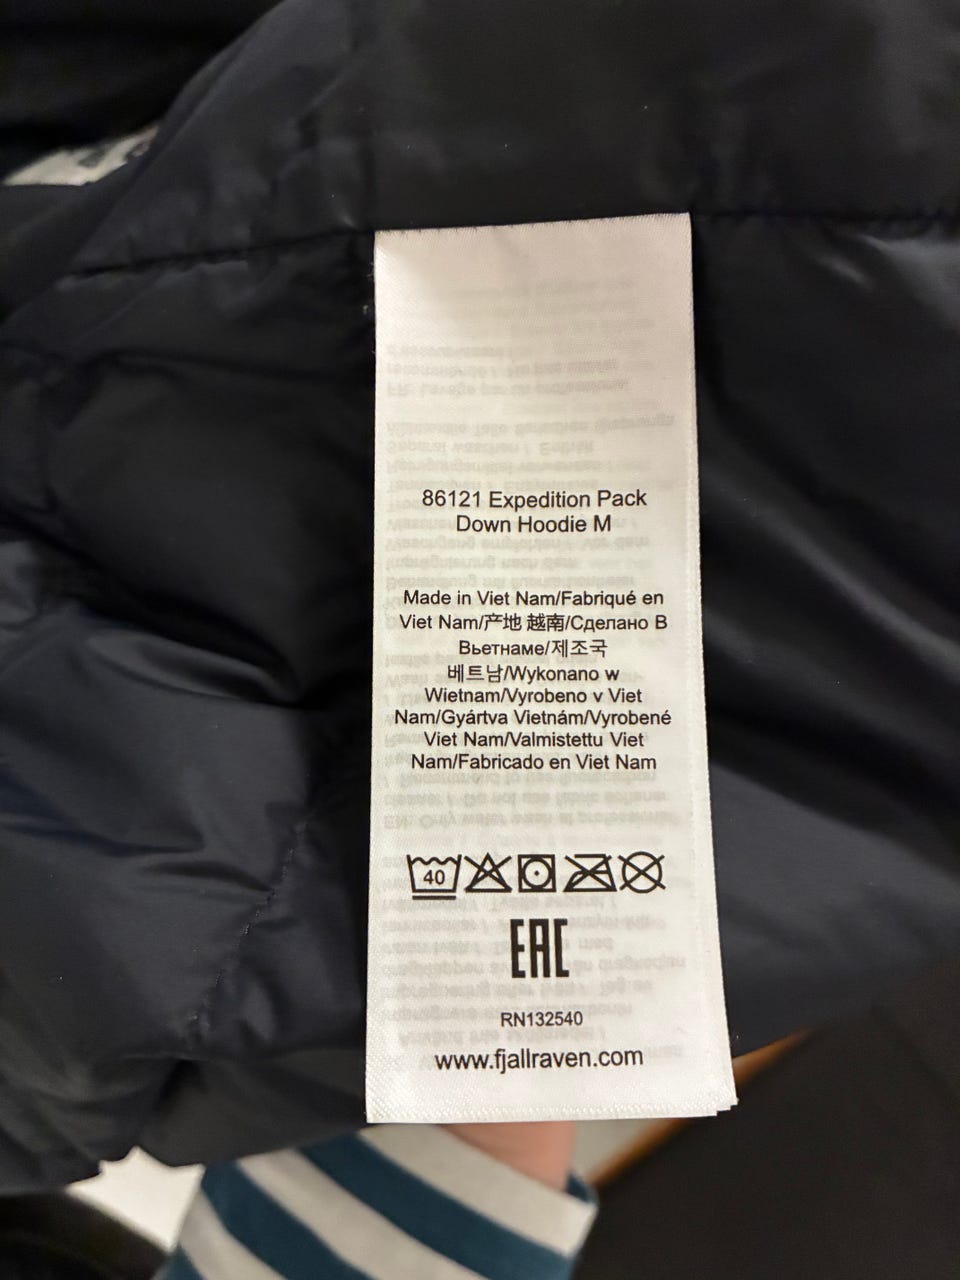 86121 Expedition Pack
Down Hoodie M
Made in Viet Nam/Fabriqué en
Viet Nam/产地 越南/Сделано В
Вьетнаме/제조국
베트남/Wykonano w
Wietnam/Vyrobeno v Viet
Nam/Gyártva Vietnám/Vyrobené
Viet Nam/Valmistettu Viet
Nam/Fabricado en Viet Nam
40
EAC
RN132540
www.fjallraven.com